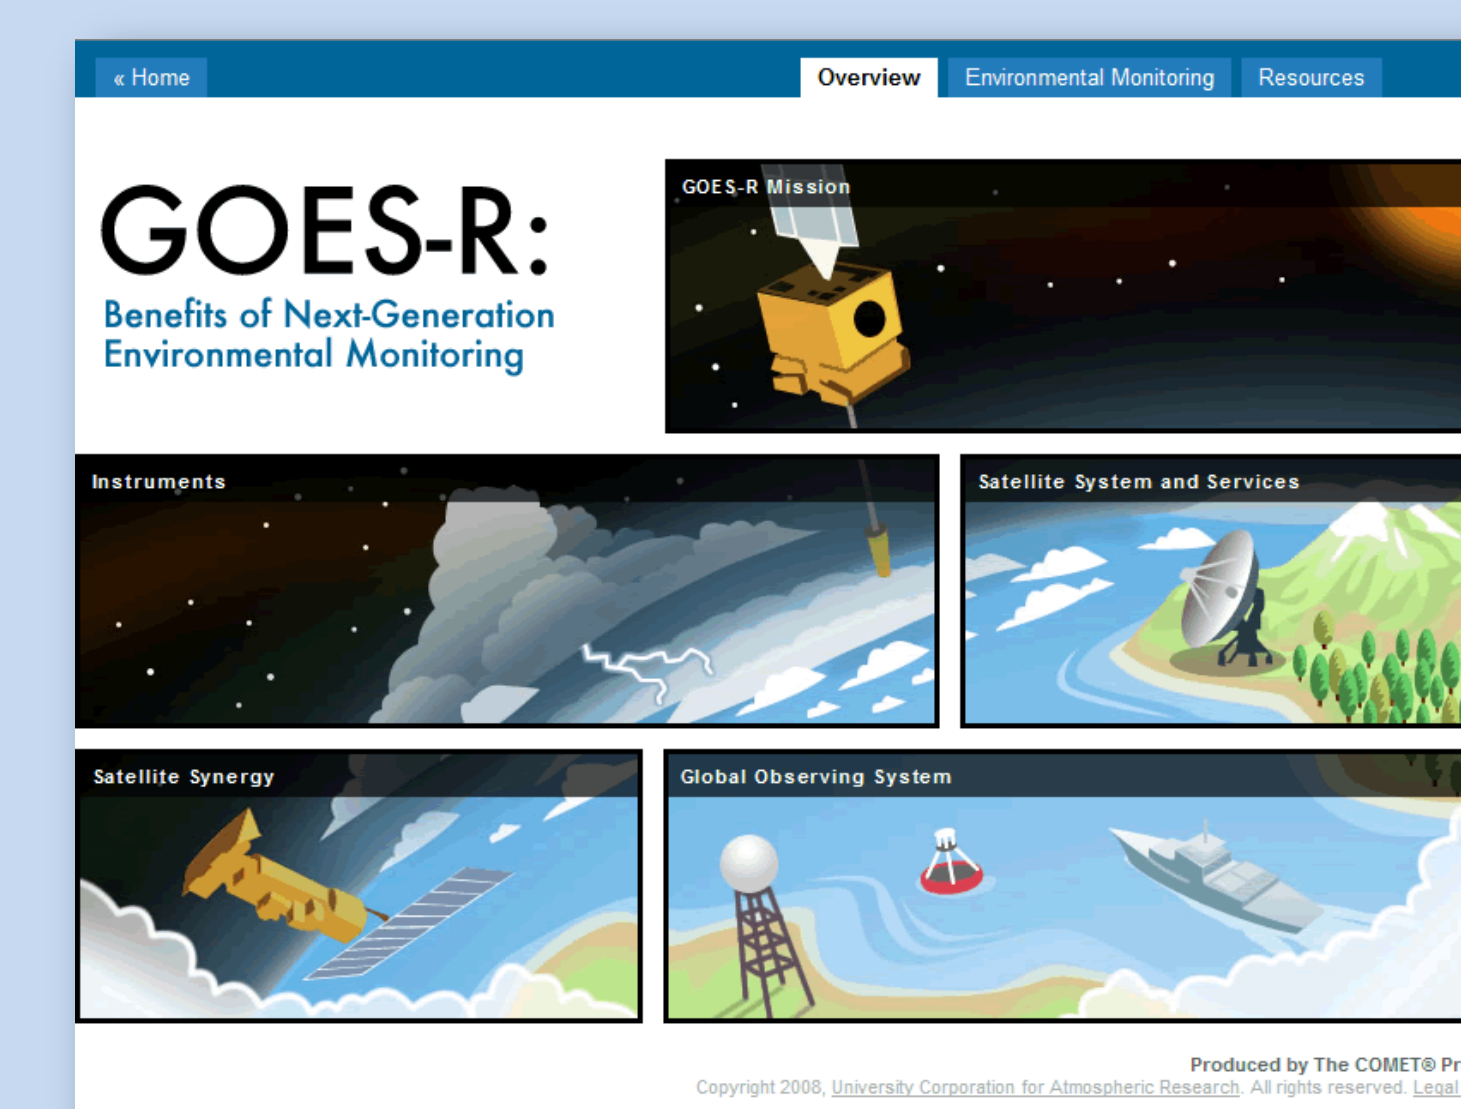 « Home
Overview
Environmental Monitoring
Resources
GOES-R:
Benefits of Next-Generation
Environmental Monitoring
GOES-R Mission
Instruments
Satellite System and Services
Satellite Synergy
Global Observing System
Produced by The COMET® Pr
Copyright 2008, University Corporation for Atmospheric Research. All rights reserved. Legal